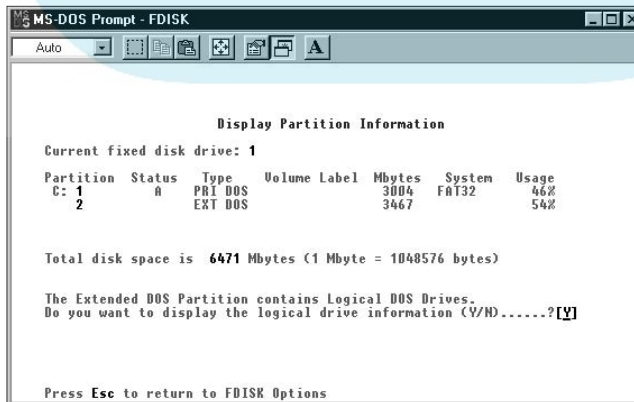 MS-DOS Prompt - FDISK
Auto
A
Display Partition Information
Current fixed disk drive: 1
Partition Status Type Volume Label Mbytes System Usage
C: 1 A PRI DOS 3004 FAT32 46%
2 EXT DOS 3467 54%
Total disk space is 6471 Mbytes (1 Mbyte = 1048576 bytes)
The Extended DOS Partition contains Logical DOS Drives.
Do you want to display the logical drive information (Y/N)......?[Y]
Press Esc to return to FDISK Options